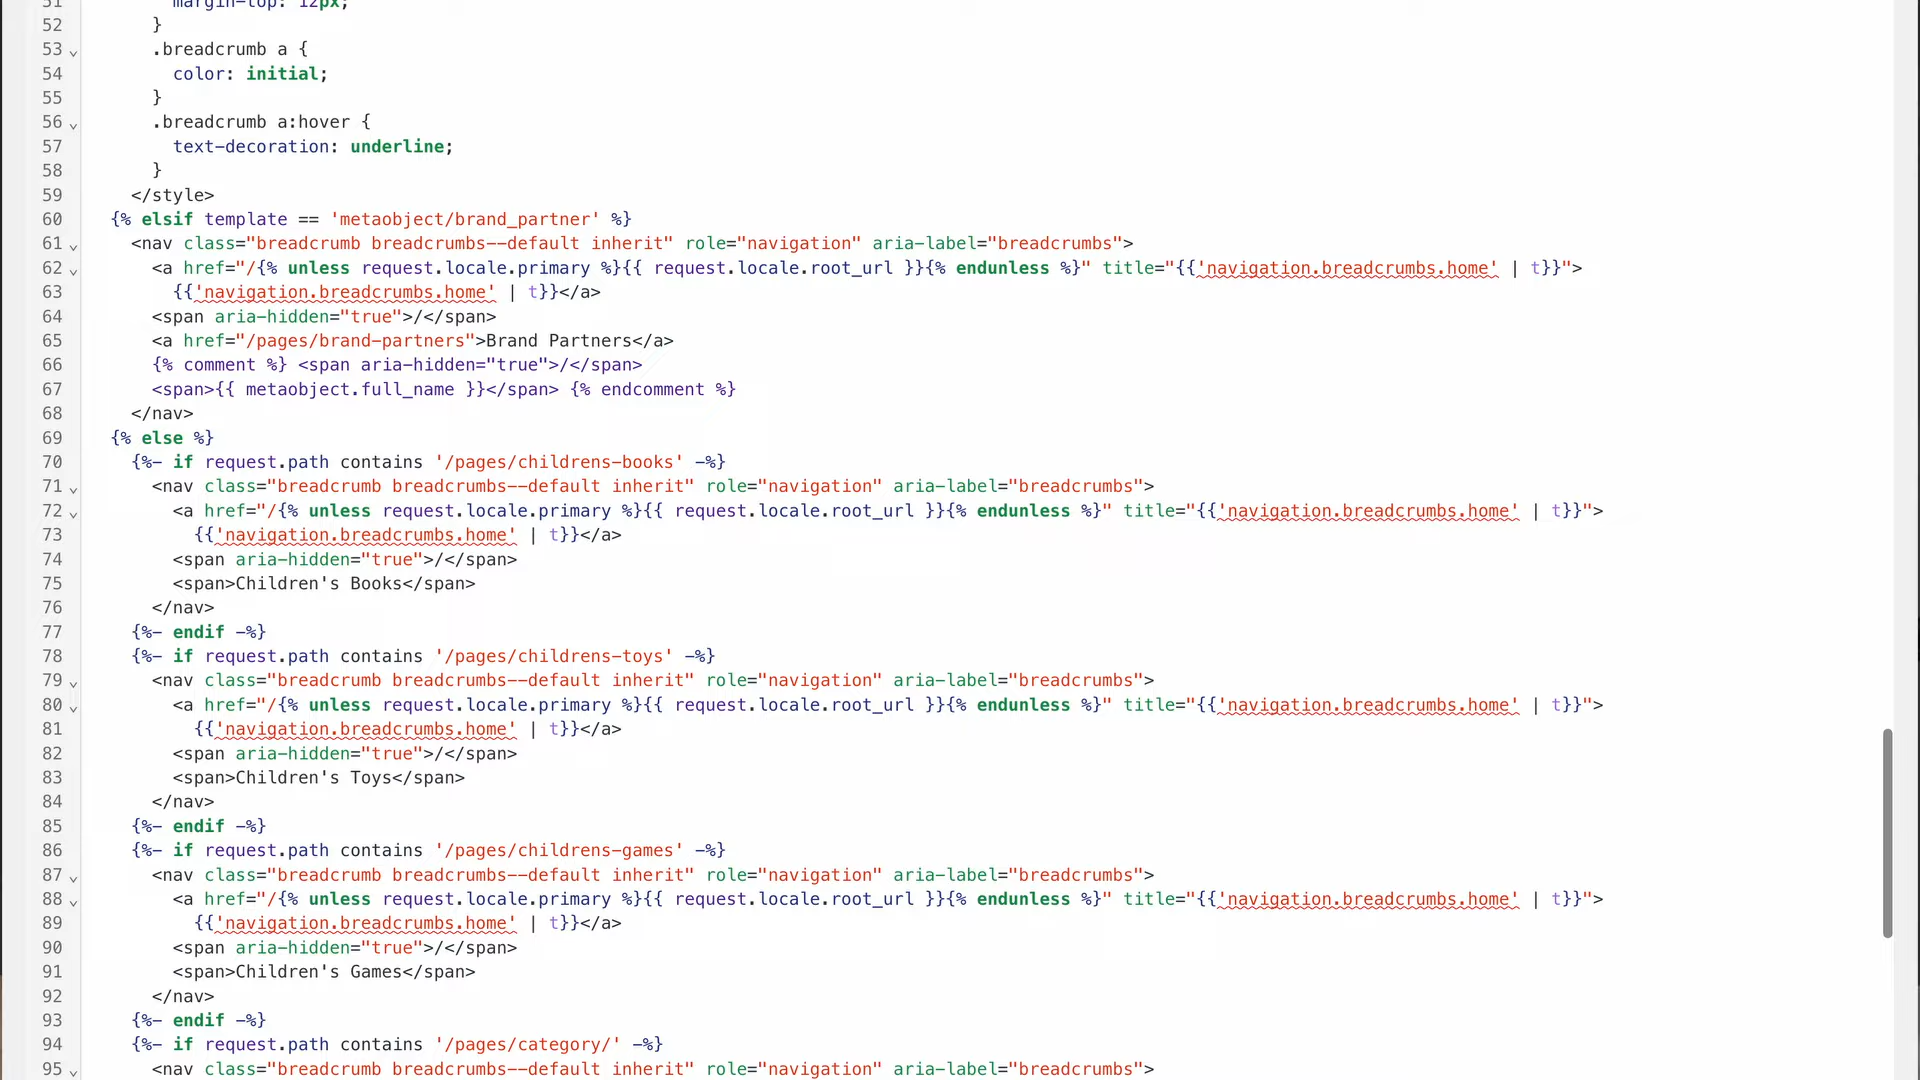 51 margin-top: 12px;
52 }
53 .breadcrumb a {
54 color: initial;
55 }
56 .breadcrumb a:hover {
57 text-decoration: underline;
58 }
59 </style>
60 {% elsif template == 'metaobject/brand_partner' %}
61 <nav class="breadcrumb breadcrumbs--default inherit" role="navigation" aria-label="breadcrumbs">
62 <a href="/{% unless request.locale.primary %}{{ request.locale.root_url }}{% endunless %}" title="{{'navigation.breadcrumbs.home' | t}}">
63 {{'navigation.breadcrumbs.home' | t}}</a>
64 <span aria-hidden="true">/</span>
65 <a href="/pages/brand-partners">Brand Partners</a>
66 {% comment %} <span aria-hidden="true">/</span>
67 <span>{{ metaobject.full_name }}</span> {% endcomment %}
68 </nav>
69 {% else %}
70 {%- if request.path contains '/pages/childrens-books' -%}
71 <nav class="breadcrumb breadcrumbs--default inherit" role="navigation" aria-label="breadcrumbs">
72 <a href="/{% unless request.locale.primary %}{{ request.locale.root_url }}{% endunless %}" title="{{'navigation.breadcrumbs.home' | t}}">
73 {{'navigation.breadcrumbs.home' | t}}</a>
74 <span aria-hidden="true">/</span>
75 <span>Children's Books</span>
76 </nav>
77 {%- endif -%}
78 {%- if request.path contains '/pages/childrens-toys' -%}
79 <nav class="breadcrumb breadcrumbs--default inherit" role="navigation" aria-label="breadcrumbs">
80 <a href="/{% unless request.locale.primary %}{{ request.locale.root_url }}{% endunless %}" title="{{'navigation.breadcrumbs.home' | t}}">
81 {{'navigation.breadcrumbs.home' | t}}</a>
82 <span aria-hidden="true">/</span>
83 <span>Children's Toys</span>
84 </nav>
85 {%- endif -%}
86 {%- if request.path contains '/pages/childrens-games' -%}
87 <nav class="breadcrumb breadcrumbs--default inherit" role="navigation" aria-label="breadcrumbs">
88 <a href="/{% unless request.locale.primary %}{{ request.locale.root_url }}{% endunless %}" title="{{'navigation.breadcrumbs.home' | t}}">
89 {{'navigation.breadcrumbs.home' | t}}</a>
90 <span aria-hidden="true">/</span>
91 <span>Children's Games</span>
92 </nav>
93 {%- endif -%}
94 {%- if request.path contains '/pages/category/' -%}
95 <nav class="breadcrumb breadcrumbs--default inherit" role="navigation" aria-label="breadcrumbs">